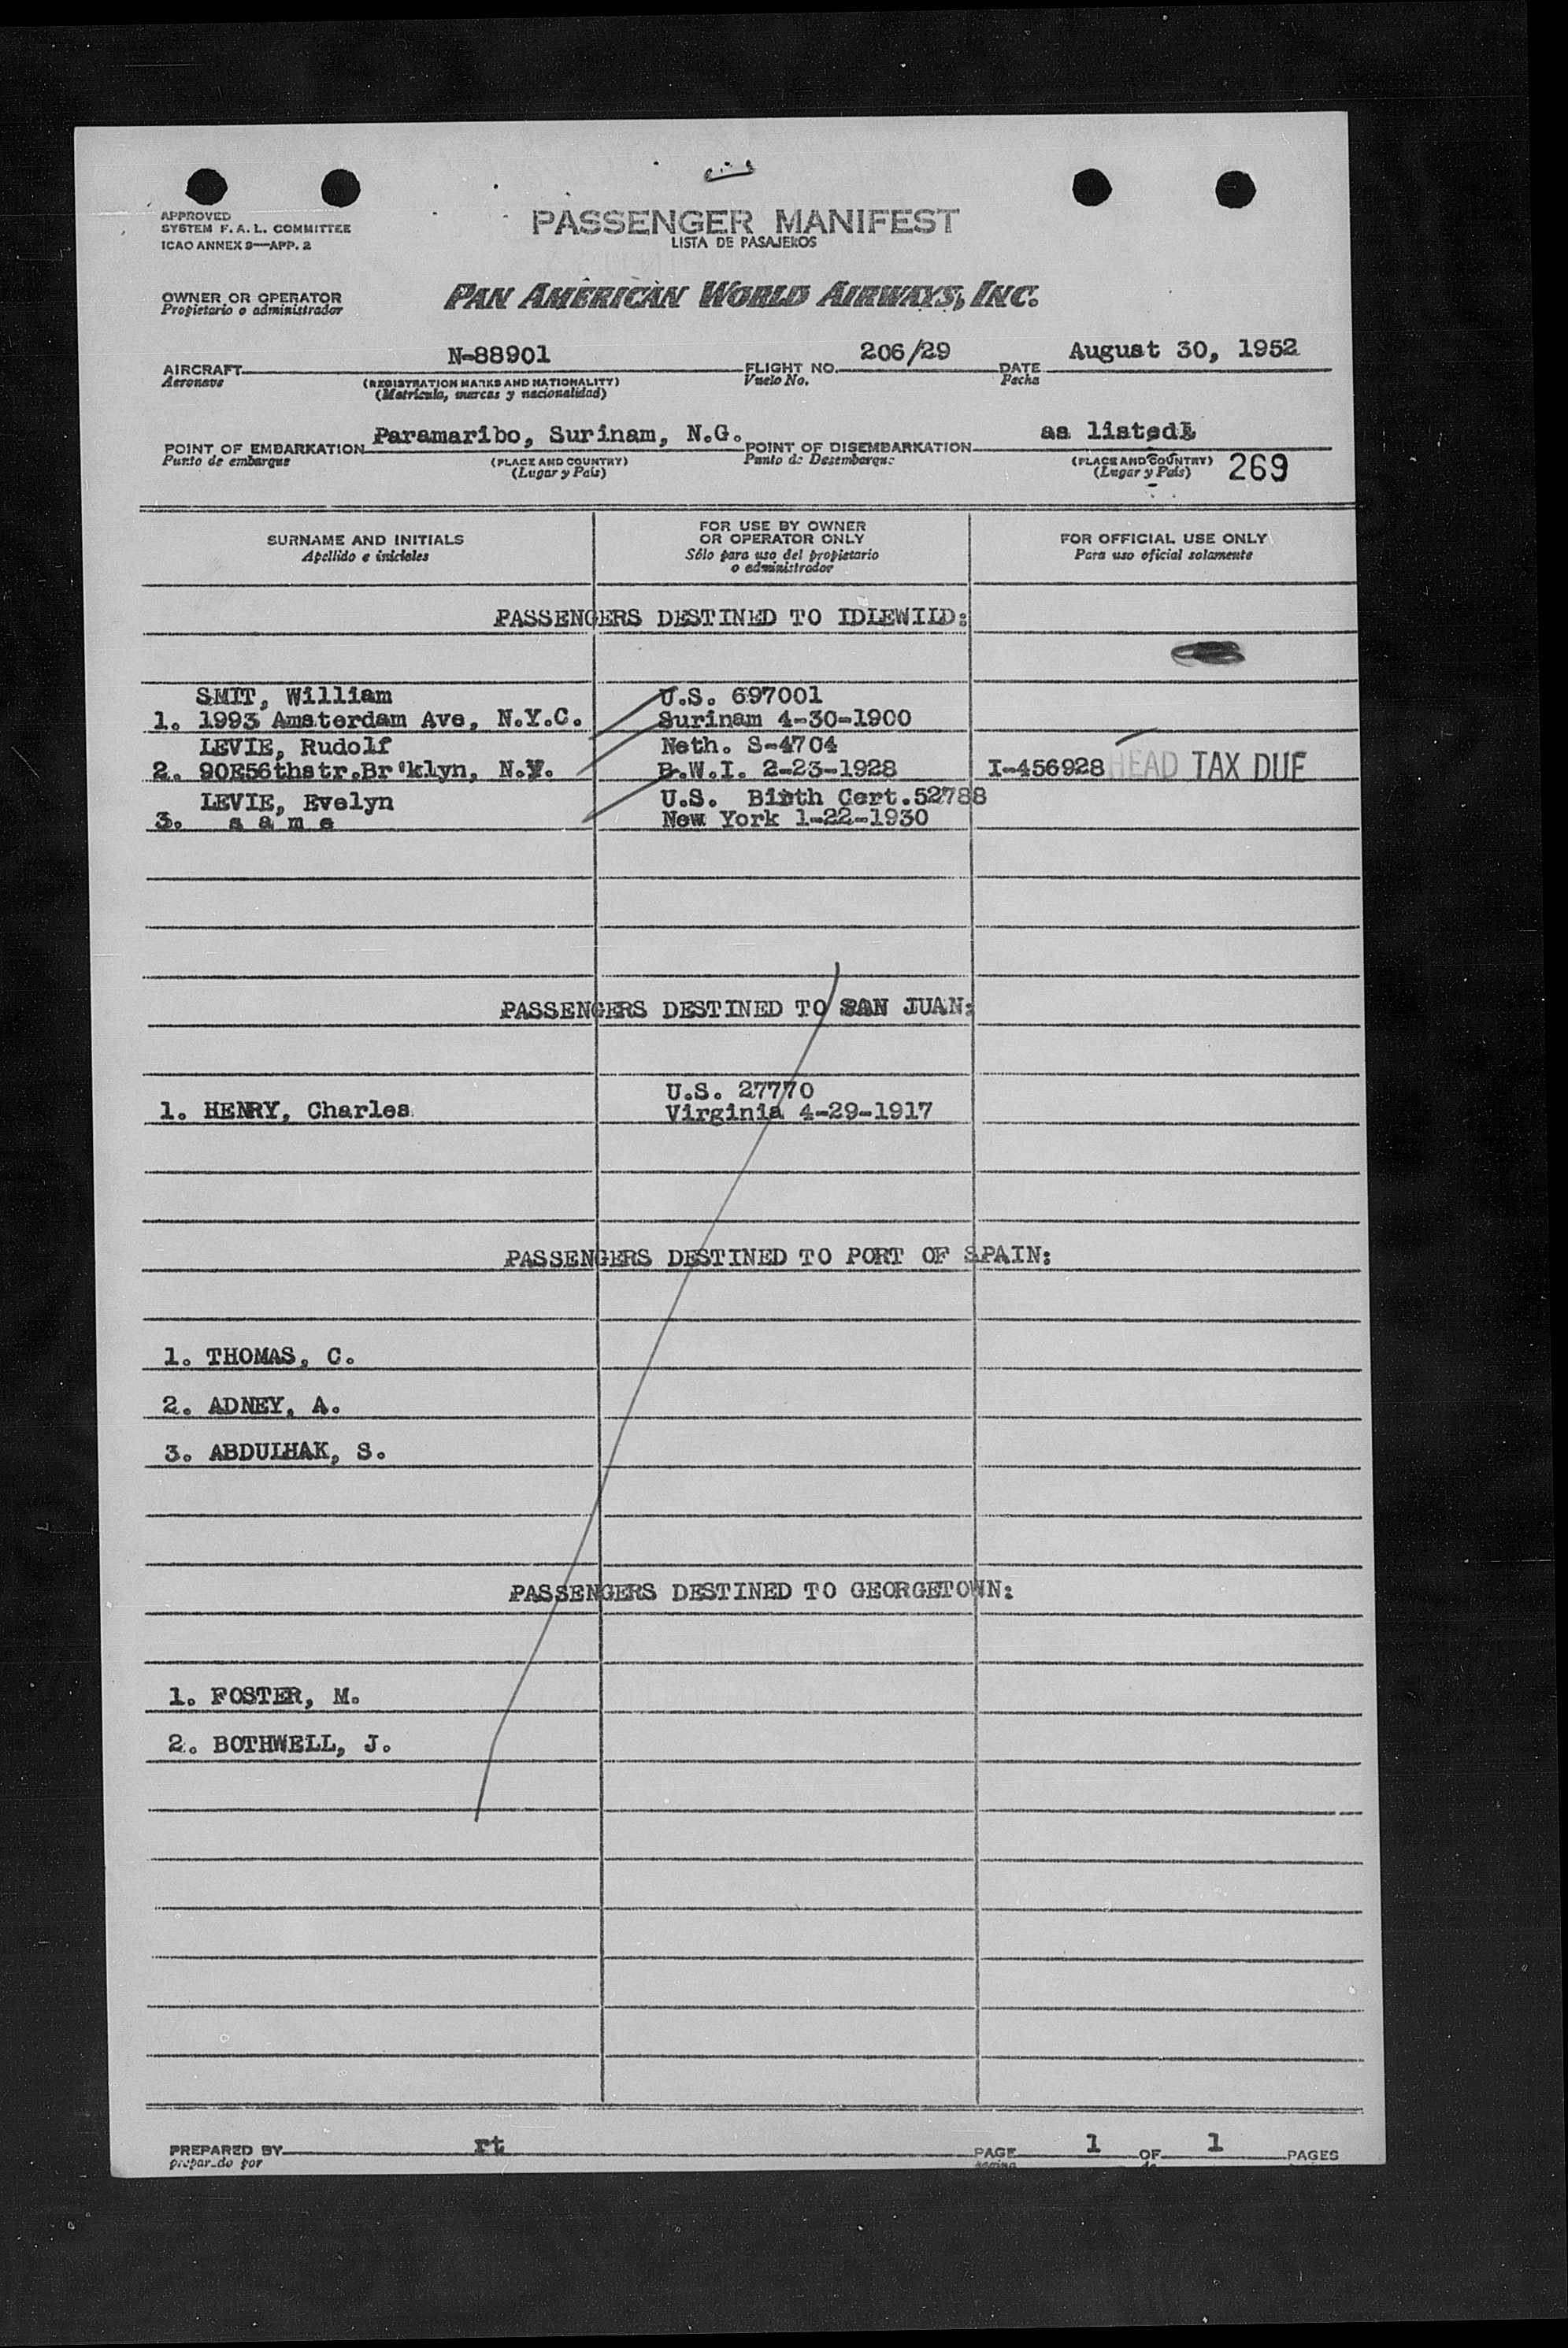 APPROVED
SYSTEM F. A. L. COMMITTEE
ICAO ANNEX 9—APP. 2
PASSENGER MANIFEST
LISTA DE PASAJEROS
OWNER OR OPERATOR
Propietario o administrador
PAN AMERICAN WORLD AIRWAYS, INC.
AIRCRAFT N-88901 FLIGHT NO. 206/29 DATE August 30, 1952
Aeronave (REGISTRATION MARKS AND NATIONALITY) Vuelo No. Fecha
(Matrícula, marcas y nacionalidad)
POINT OF EMBARKATION Paramaribo, Surinam, N.G. POINT OF DISEMBARKATION as listed
Punto de embarque (PLACE AND COUNTRY) Punto de Desembarque (PLACE AND COUNTRY)
(Lugar y País) (Lugar y País) 269
SURNAME AND INITIALS
Apellido e iniciales
FOR USE BY OWNER
OR OPERATOR ONLY
Sólo para uso del propietario
o administrador
FOR OFFICIAL USE ONLY
Para uso oficial solamente
PASSENGERS DESTINED TO IDLEWILD:
SMIT, William U.S. 697001
1. 1993 Amsterdam Ave, N.Y.C. Surinam 4-30-1900
LEVIE, Rudolf Neth. S-4704
2. 90E56thstr.Br'klyn, N.Y. B.W.I. 2-23-1928 I-456928 HEAD TAX DUE
LEVIE, Evelyn U.S. Birth Cert.52788
3. s a m e New York 1-22-1930
PASSENGERS DESTINED TO SAN JUAN:
U.S. 27770
1. HENRY, Charles Virginia 4-29-1917
PASSENGERS DESTINED TO PORT OF SPAIN:
1. THOMAS, C.
2. ADNEY, A.
3. ABDULHAK, S.
PASSENGERS DESTINED TO GEORGETOWN:
1. FOSTER, M.
2. BOTHWELL, J.
PREPARED BY rt PAGE 1 OF 1 PAGES
preparado por